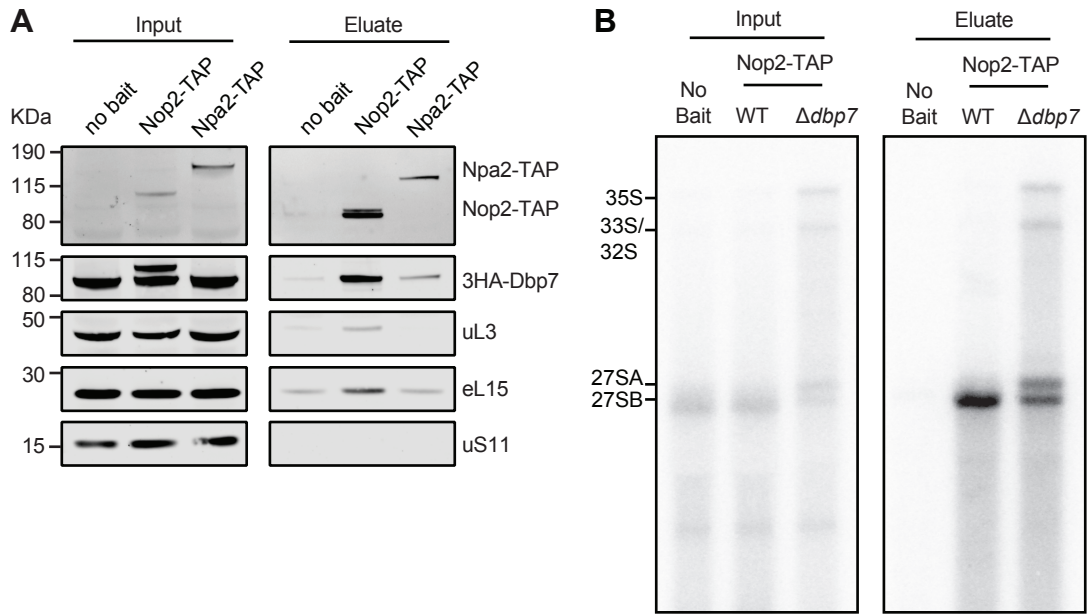 A
Input
Eluate
KDa
no bait
Nop2-TAP
Npa2-TAP
no bait
Nop2-TAP
Npa2-TAP
190
115
80
Npa2-TAP
Nop2-TAP
115
80
3HA-Dbp7
50
uL3
30
eL15
15
uS11
B
Input
Eluate
Nop2-TAP
Nop2-TAP
No
Bait
WT
Δdbp7
No
Bait
WT
Δdbp7
35S
33S/
32S
27SA
27SB